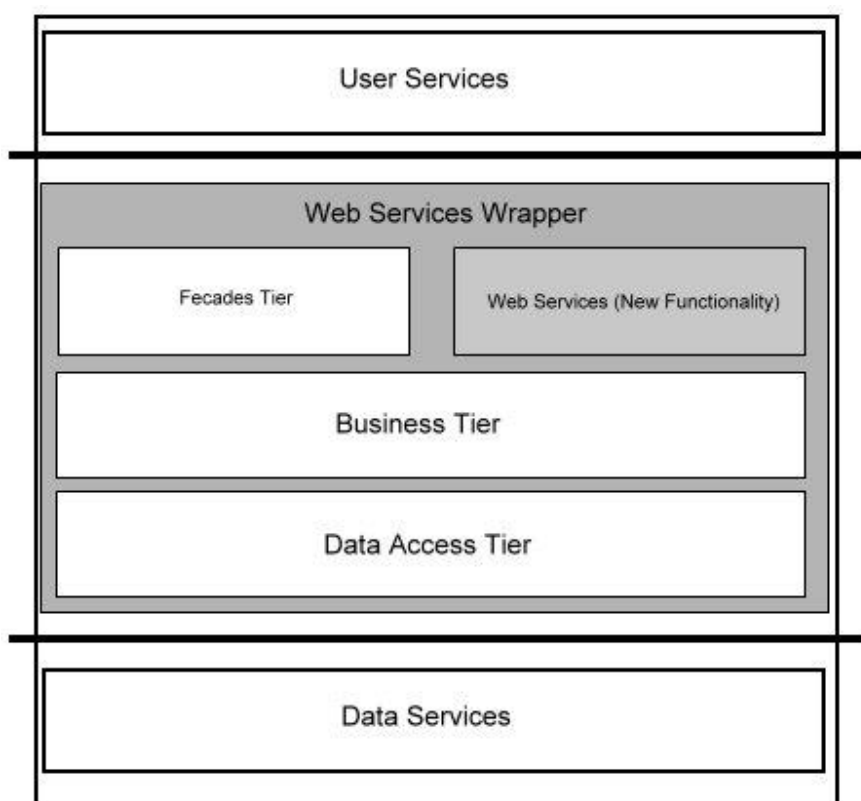 User Services
Web Services Wrapper
Fecades Tier
Web Services (New Functionality)
Business Tier
Data Access Tier
Data Services